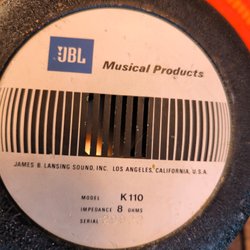 JBL
Musical Products
JAMES B. LANSING SOUND, INC. LOS ANGELES, CALIFORNIA, U.S.A.
MODEL K110
IMPEDANCE 8 OHMS
SERIAL